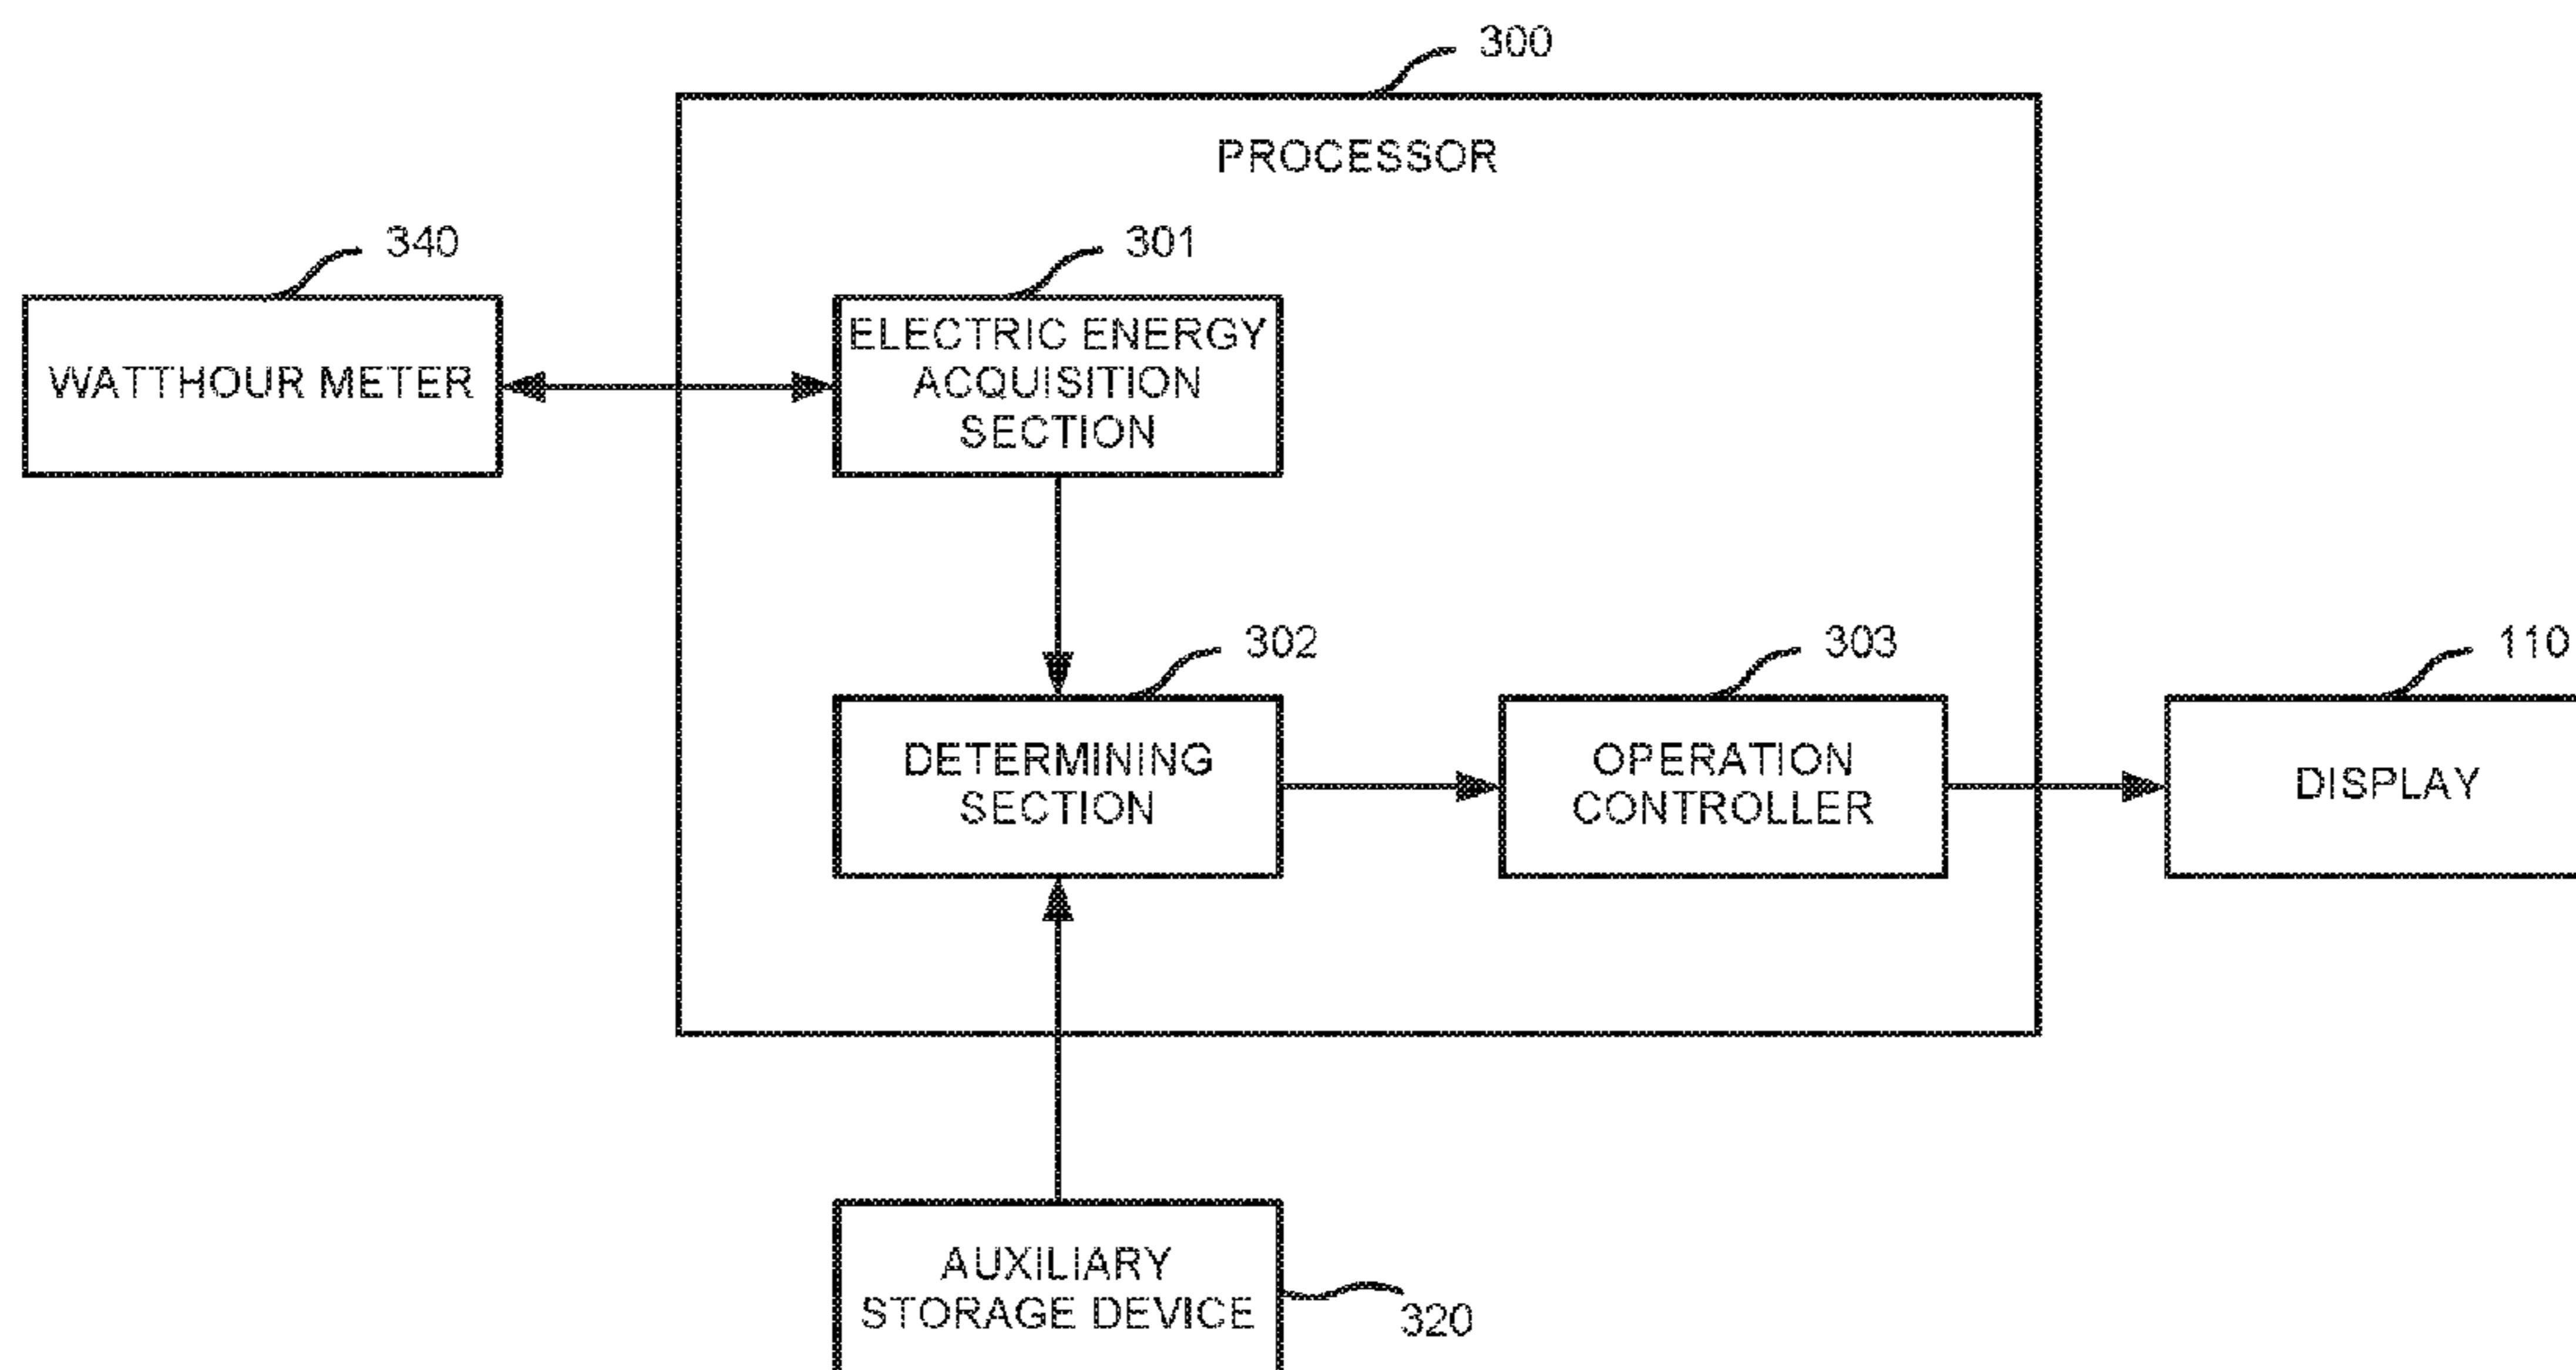 300
PROCESSOR
340
301
WATTHOUR METER
ELECTRIC ENERGY
ACQUISITION
SECTION
302
303
110
DETERMINING
SECTION
OPERATION
CONTROLLER
DISPLAY
AUXILIARY
STORAGE DEVICE
320